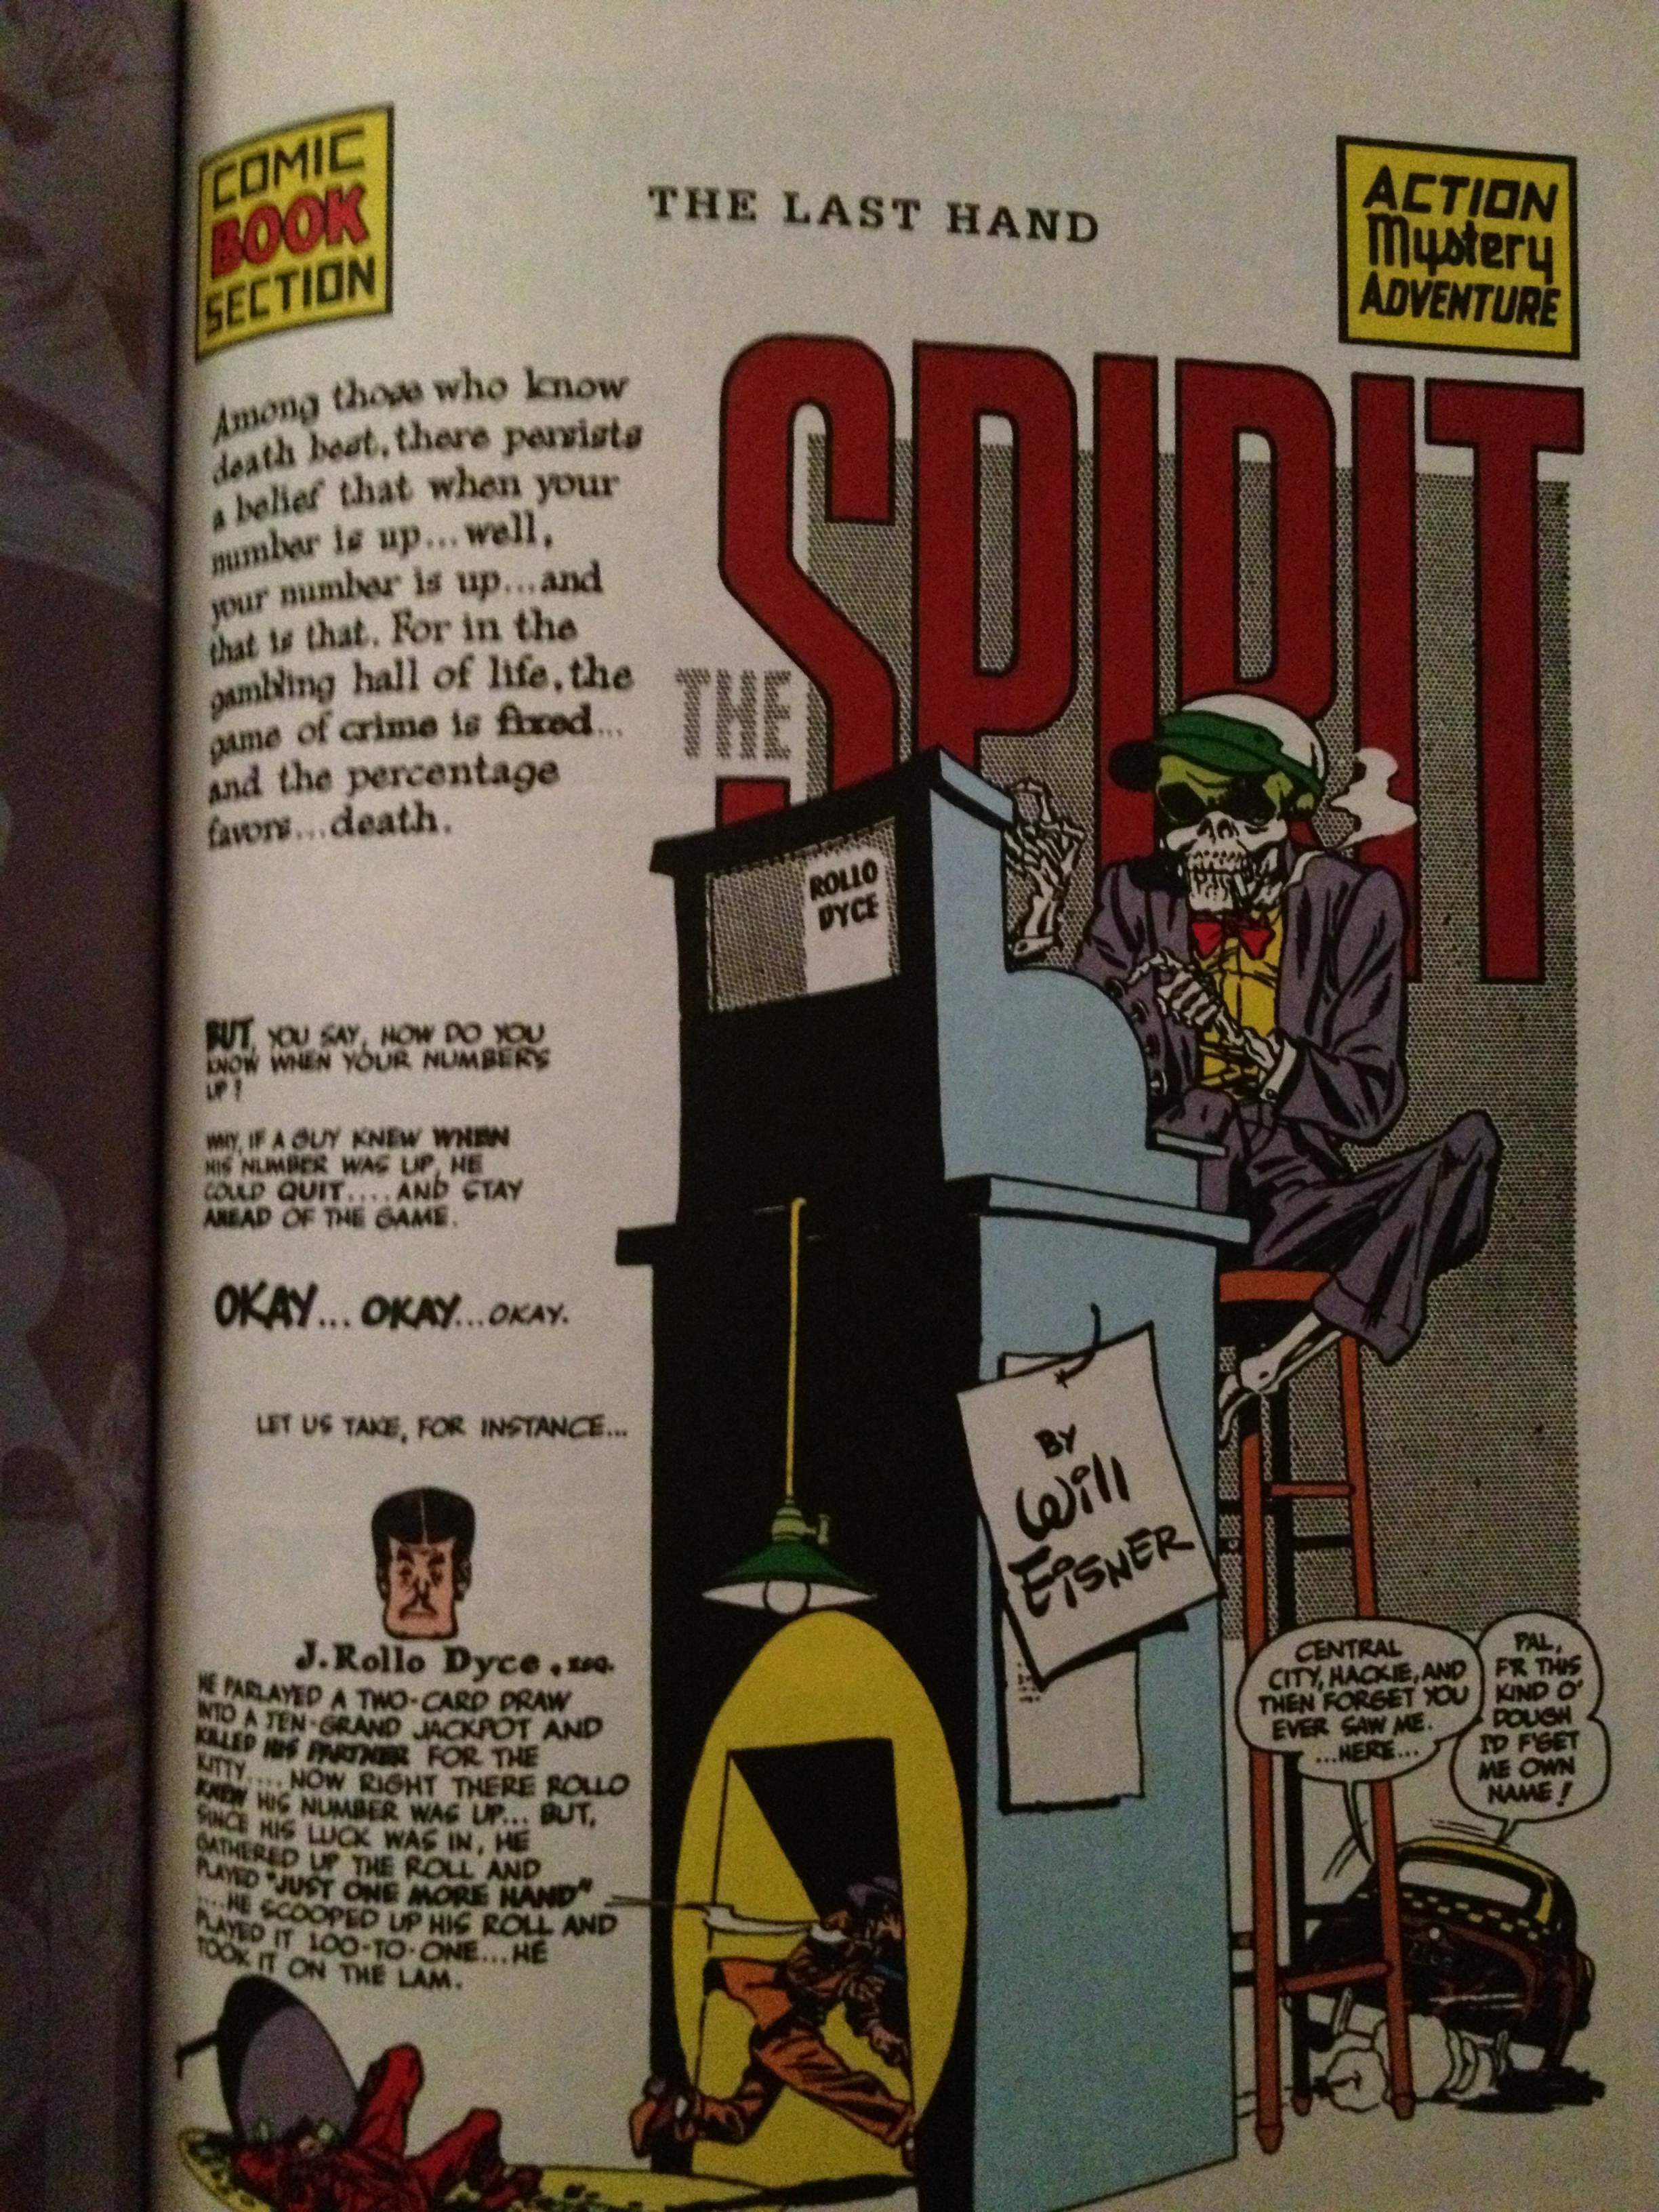 COMIC
BOOK
SECTION
THE LAST HAND
ACTION
Mystery
ADVENTURE
Among those who know
death best, there persists
a belief that when your
number is up...well,
your number is up...and
that is that. For in the
gambling hall of life, the
game of crime is fixed...
and the percentage
favors...death.
THE
SPIRIT
ROLLO
DYCE
BUT, YOU SAY, HOW DO YOU
KNOW WHEN YOUR NUMBER'S
UP?
WHY, IF A GUY KNEW WHEN
HIS NUMBER WAS UP, HE
COULD QUIT....AND STAY
AHEAD OF THE GAME.
OKAY... OKAY...OKAY.
LET US TAKE, FOR INSTANCE...
J. Rollo Dyce, ESQ.
HE PARLAYED A TWO-CARD DRAW
INTO A TEN-GRAND JACKPOT AND
KILLED HIS PARTNER FOR THE
KITTY.... NOW RIGHT THERE ROLLO
KNEW HIS NUMBER WAS UP... BUT,
SINCE HIS LUCK WAS IN, HE
GATHERED UP THE ROLL AND
PLAYED "JUST ONE MORE HAND"
....HE SCOOPED UP HIS ROLL AND
PLAYED IT 100-TO-ONE...HE
TOOK IT ON THE LAM.
BY
Will
EiSNER
CENTRAL
CITY, HACKIE, AND
THEN FORGET YOU
EVER SAW ME.
...HERE...
PAL,
F'R THIS
KIND O'
DOUGH
I'D F'GET
ME OWN
NAME!